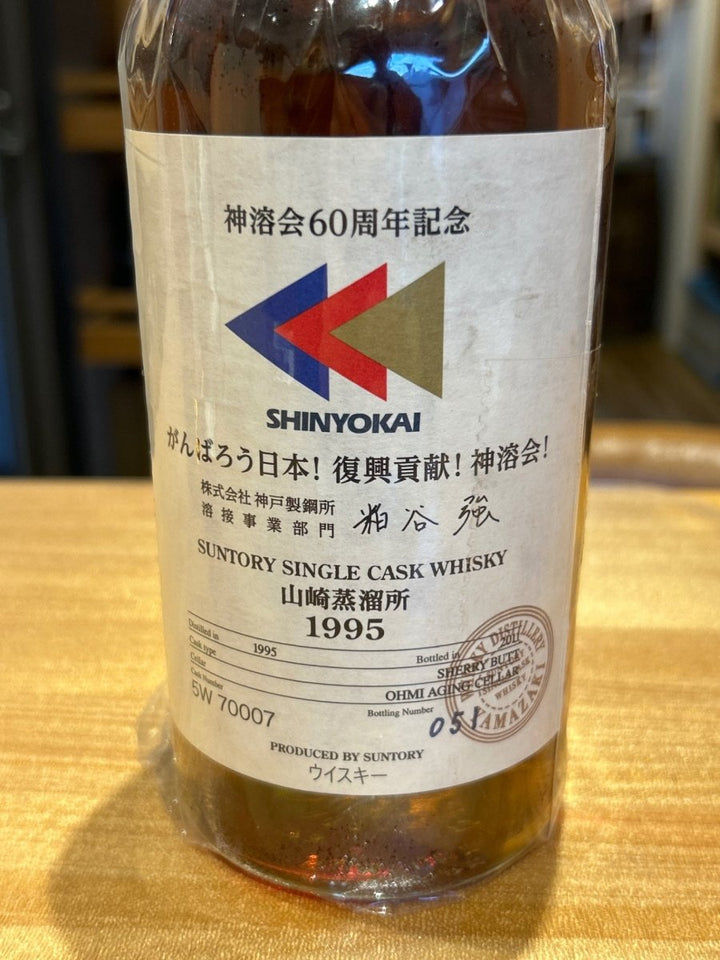 神溶会60周年記念
SHINYOKAI
がんばろう日本! 復興貢献! 神溶会!
株式会社 神戸製鋼所
溶接事業部門 粕谷 強
SUNTORY SINGLE CASK WHISKY
山崎蒸溜所
1995
Distilled in 1995 Bottled in 2011
Cask type SHERRY BUTT
Cellar OHMI AGING CELLAR
Cask Number
5W 70007 Bottling Number 051
DISTILLERY
WHISKY
YAMAZAKI
PRODUCED BY SUNTORY
ウイスキー